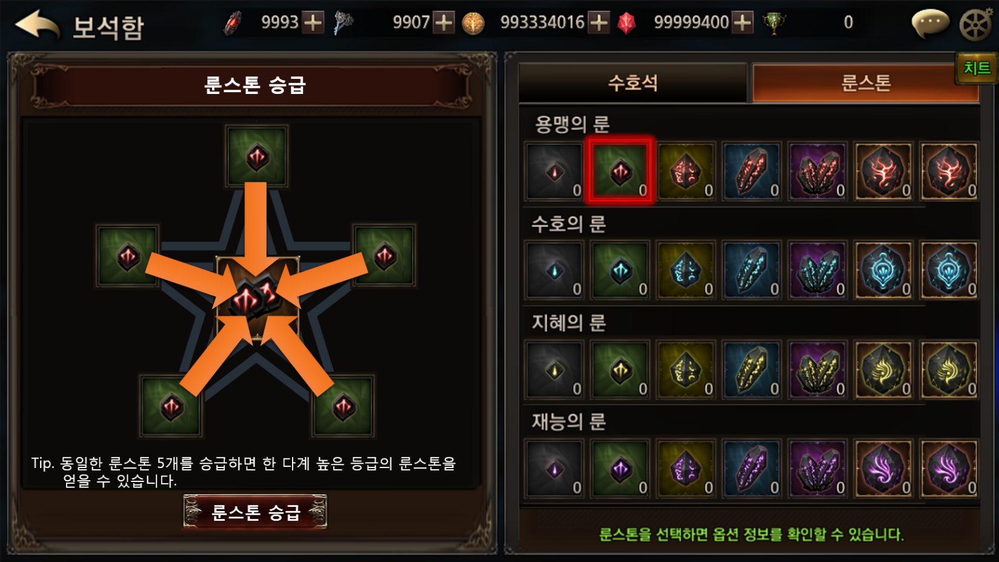 보석함 9993 9907 993334016 99999400 0
룬스톤 승급
Tip. 동일한 룬스톤 5개를 승급하면 한 다계 높은 등급의 룬스톤을
얻을 수 있습니다.
룬스톤 승급
치트
수호석 룬스톤
용맹의 룬
0 0 0 0 0 0 0
수호의 룬
0 0 0 0 0 0 0
지혜의 룬
0 0 0 0 0 0 0
재능의 룬
0 0 0 0 0 0 0
룬스톤을 선택하면 옵션 정보를 확인할 수 있습니다.